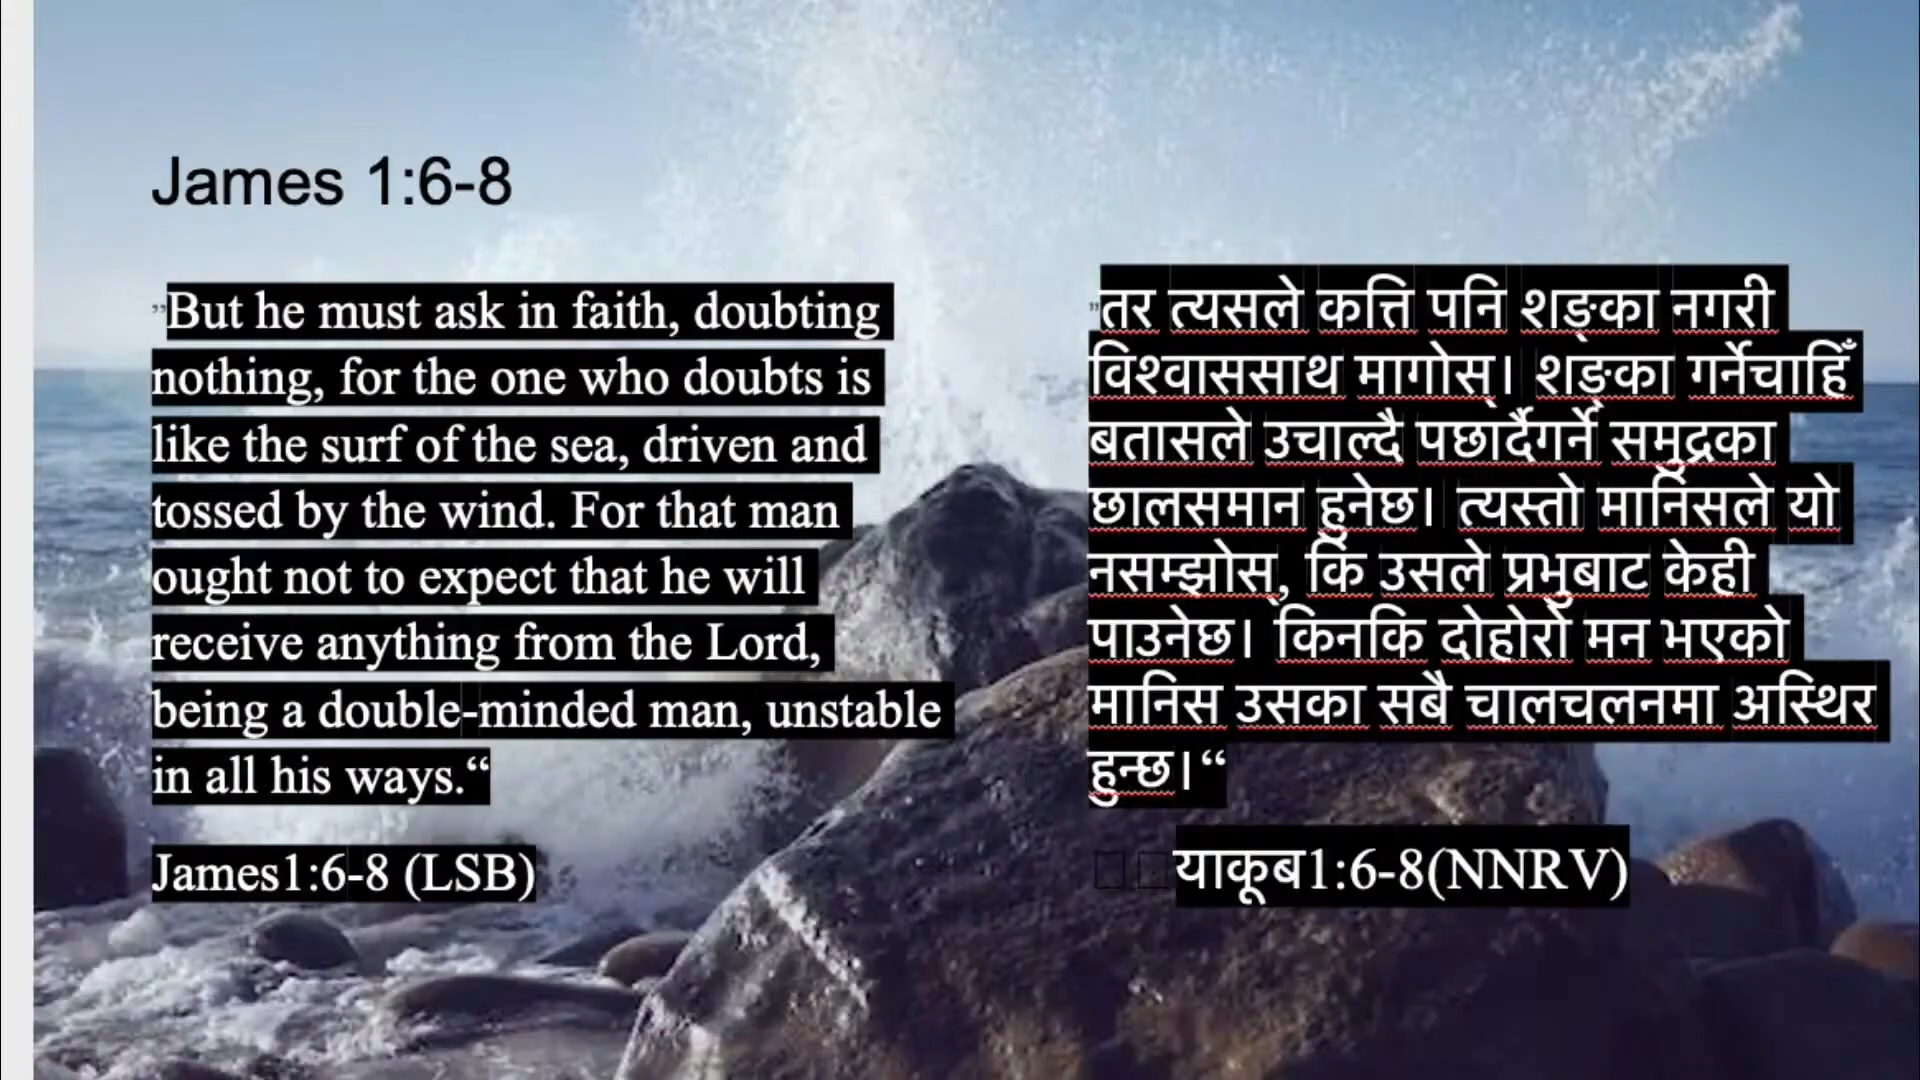 James 1:6-8
”But he must ask in faith, doubting
nothing, for the one who doubts is
like the surf of the sea, driven and
tossed by the wind. For that man
ought not to expect that he will
receive anything from the Lord,
being a double-minded man, unstable
in all his ways.“
James1:6-8 (LSB)
”तर त्यसले कत्ति पनि शङ्का नगरी
विश्वाससाथ मागोस्। शङ्का गर्नेचाहिँ
बतासले उचाल्दै पछार्दैगर्ने समुद्रका
छालसमान हुनेछ। त्यस्तो मानिसले यो
नसम्झोस्, कि उसले प्रभुबाट केही
पाउनेछ। किनकि दोहोरो मन भएको
मानिस उसका सबै चालचलनमा अस्थिर
हुन्छ।“
याकूब1:6-8(NNRV)